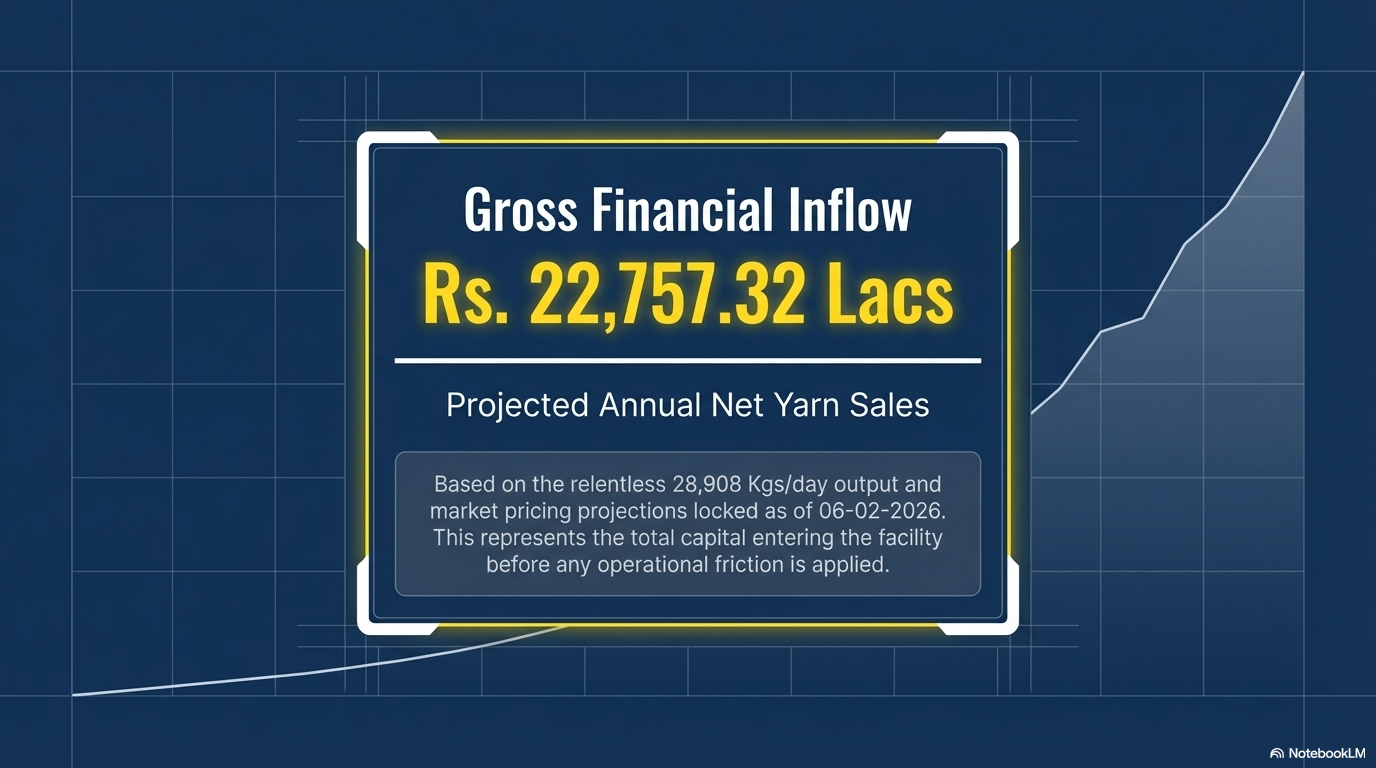 Gross Financial Inflow
Rs. 22,757.32 Lacs
Projected Annual Net Yarn Sales
Based on the relentless 28,908 Kgs/day output and
market pricing projections locked as of 06-02-2026.
This represents the total capital entering the facility
before any operational friction is applied.
NotebookLM